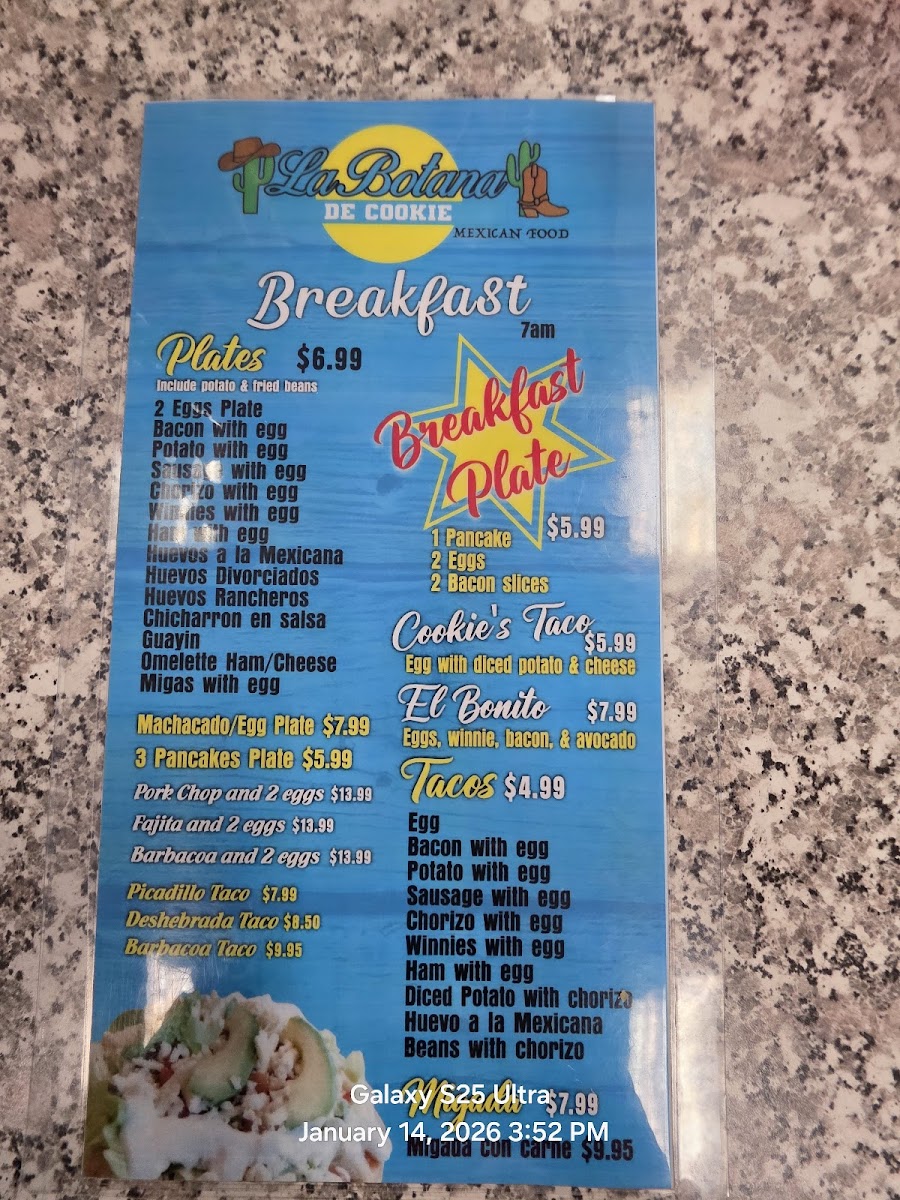 La Botana
DE COOKIE
MEXICAN FOOD
Breakfast
7am
Plates $6.99
Include potato & fried beans
2 Eggs Plate
Bacon with egg
Potato with egg
Sausage with egg
Chorizo with egg
Winnies with egg
Ham with egg
Huevos a la Mexicana
Huevos Divorciados
Huevos Rancheros
Chicharron en salsa
Guayin
Omelette Ham/Cheese
Migas with egg
Machacado/Egg Plate $7.99
3 Pancakes Plate $5.99
Pork Chop and 2 eggs $13.99
Fajita and 2 eggs $13.99
Barbacoa and 2 eggs $13.99
Picadillo Taco $7.99
Deshebrada Taco $8.50
Barbacoa Taco $9.95
Breakfast
Plate
$5.99
1 Pancake
2 Eggs
2 Bacon slices
Cookie's Taco
$5.99
Egg with diced potato & cheese
El Bonito $7.99
Eggs, winnie, bacon, & avocado
Tacos $4.99
Egg
Bacon with egg
Potato with egg
Sausage with egg
Chorizo with egg
Winnies with egg
Ham with egg
Diced Potato with chorizo
Huevo a la Mexicana
Beans with chorizo
Migada $7.99
Migada con carne $9.95
Galaxy S25 Ultra
January 14, 2026 3:52 PM